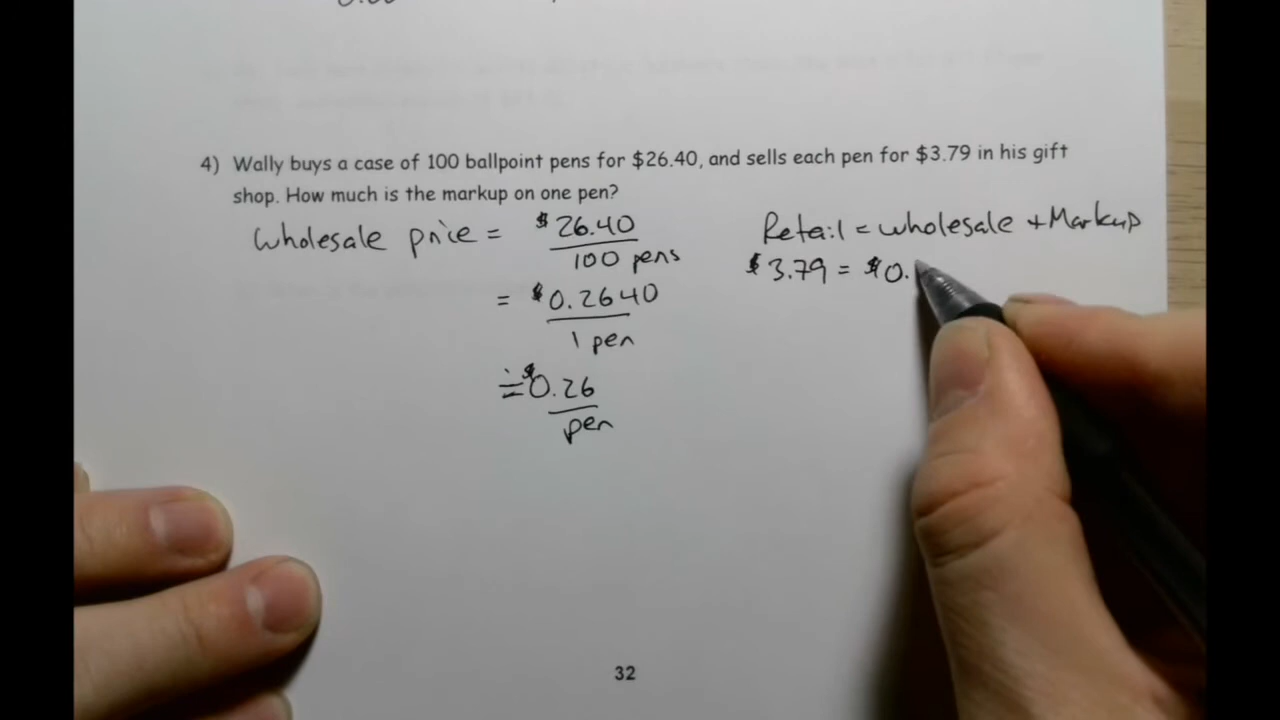 4) Wally buys a case of 100 ballpoint pens for $26.40, and sells each pen for $3.79 in his gift
shop. How much is the markup on one pen?
Wholesale price = $26.40
100 pens
= $0.2640
1 pen
≐ $0.26
pen
Retail = wholesale + Markup
$3.79 = $0.
32